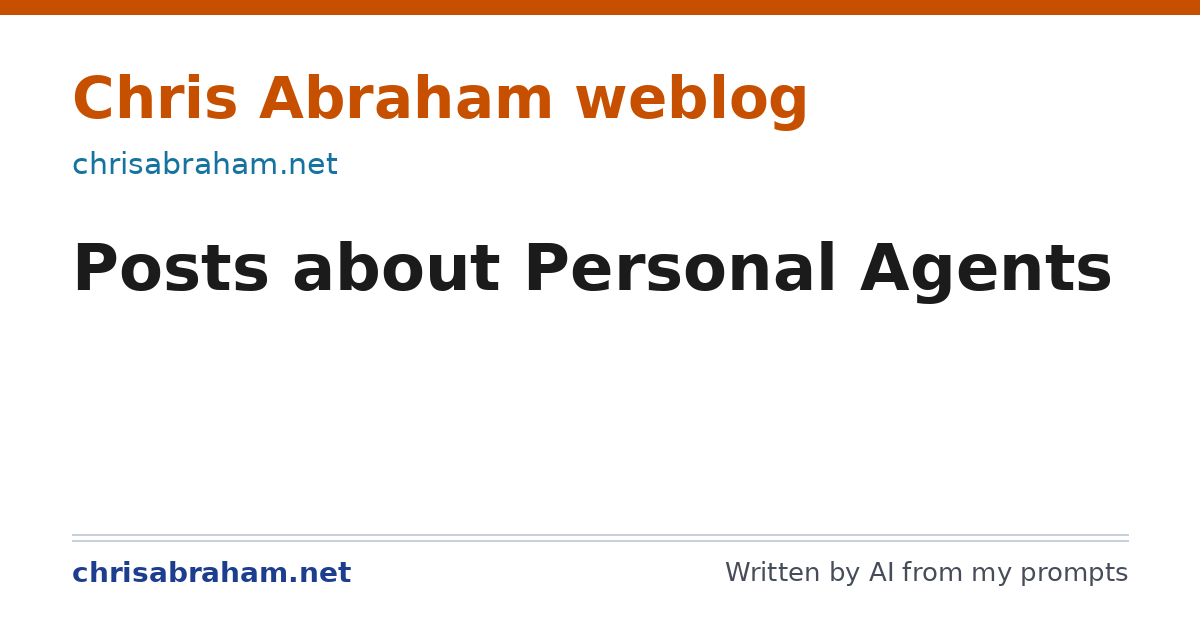 Chris Abraham weblog
chrisabraham.net
Posts about Personal Agents
chrisabraham.net
Written by AI from my prompts